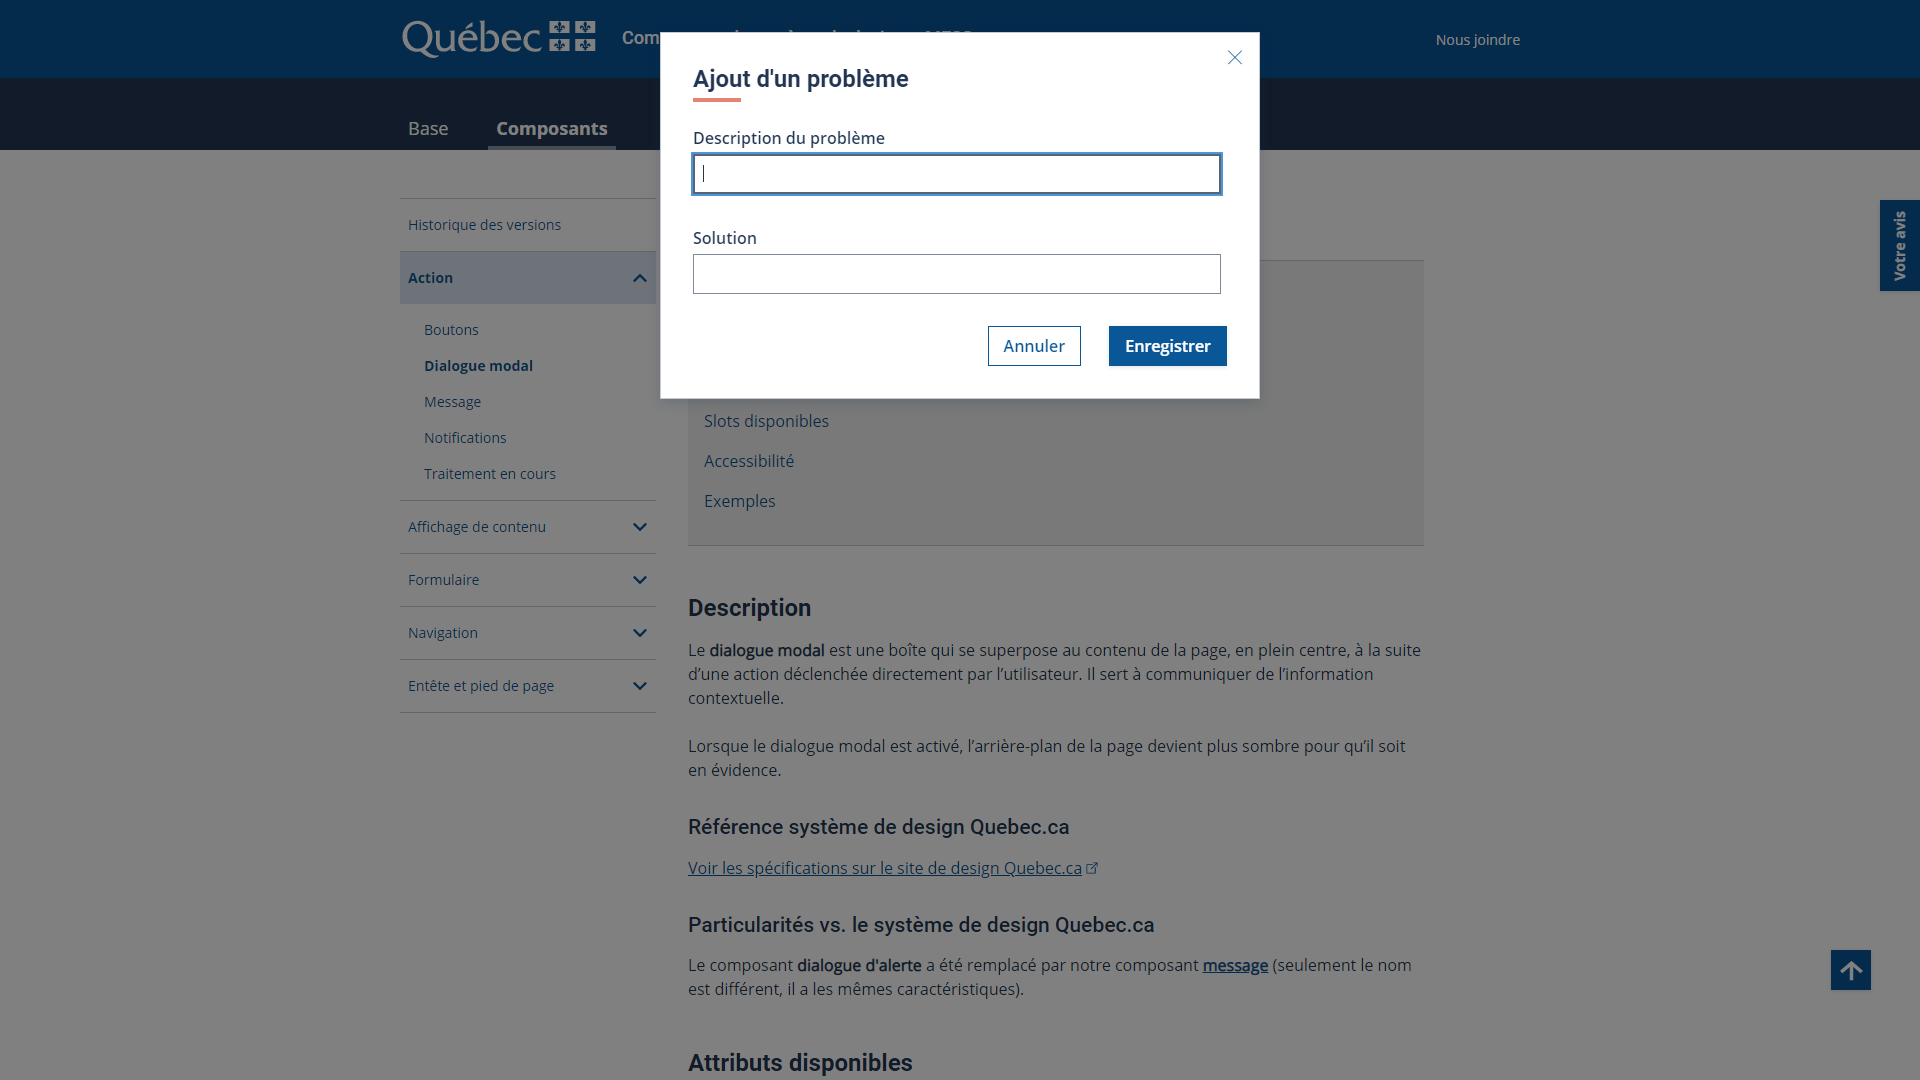 Québec
Com
Nous joindre
Base
Composants
Ajout d'un problème
Description du problème
Solution
Annuler
Enregistrer
Votre avis
Historique des versions
Action
Boutons
Dialogue modal
Message
Notifications
Traitement en cours
Affichage de contenu
Formulaire
Navigation
Entête et pied de page
Slots disponibles
Accessibilité
Exemples
Description
Le dialogue modal est une boîte qui se superpose au contenu de la page, en plein centre, à la suite
d’une action déclenchée directement par l’utilisateur. Il sert à communiquer de l’information
contextuelle.
Lorsque le dialogue modal est activé, l’arrière-plan de la page devient plus sombre pour qu’il soit
en évidence.
Référence système de design Quebec.ca
Voir les spécifications sur le site de design Quebec.ca
Particularités vs. le système de design Quebec.ca
Le composant dialogue d'alerte a été remplacé par notre composant message (seulement le nom
est différent, il a les mêmes caractéristiques).
Attributs disponibles